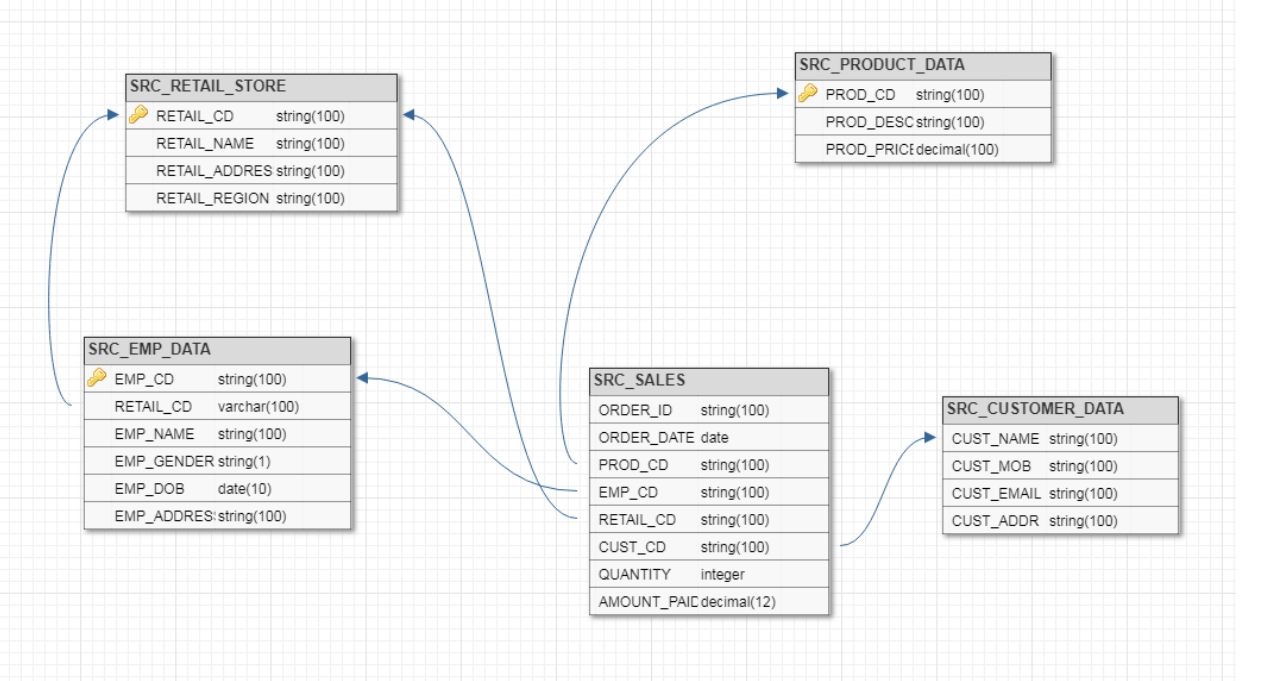 SRC_RETAIL_STORE
RETAIL_CD string(100)
RETAIL_NAME string(100)
RETAIL_ADDRES string(100)
RETAIL_REGION string(100)
SRC_PRODUCT_DATA
PROD_CD string(100)
PROD_DESC string(100)
PROD_PRICE decimal(100)
SRC_EMP_DATA
EMP_CD string(100)
RETAIL_CD varchar(100)
EMP_NAME string(100)
EMP_GENDER string(1)
EMP_DOB date(10)
EMP_ADDRES string(100)
SRC_SALES
ORDER_ID string(100)
ORDER_DATE date
PROD_CD string(100)
EMP_CD string(100)
RETAIL_CD string(100)
CUST_CD string(100)
QUANTITY integer
AMOUNT_PAID decimal(12)
SRC_CUSTOMER_DATA
CUST_NAME string(100)
CUST_MOB string(100)
CUST_EMAIL string(100)
CUST_ADDR string(100)